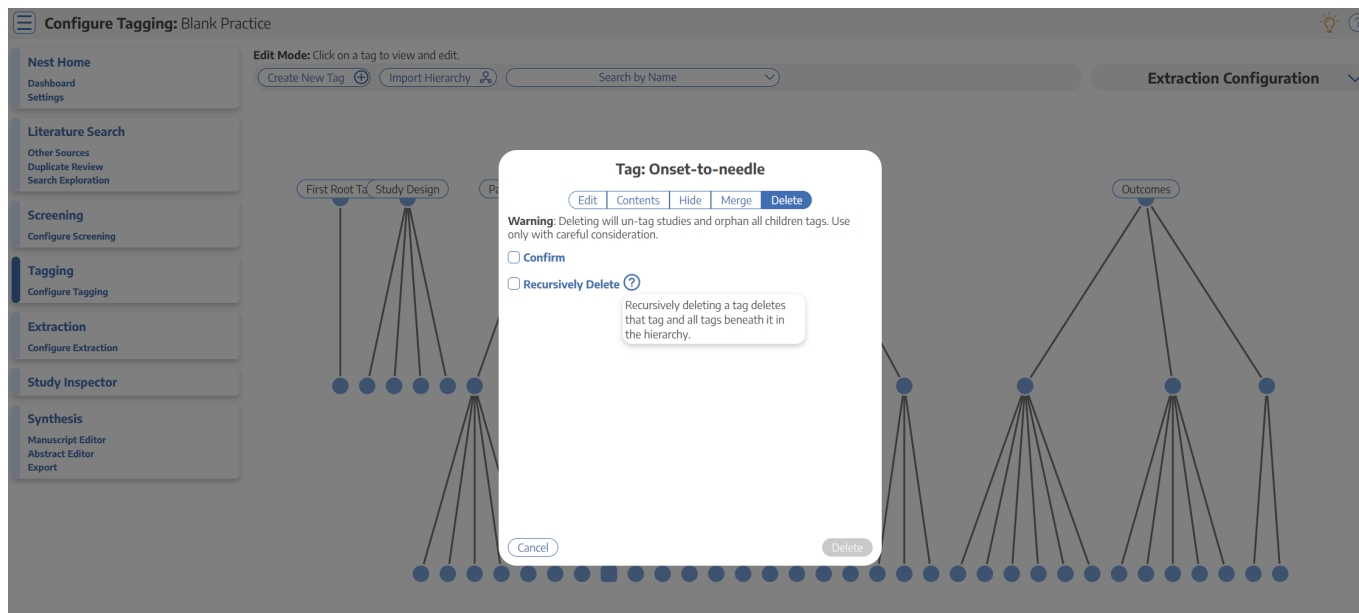 Configure Tagging: Blank Practice
Nest Home
Dashboard
Settings
Literature Search
Other Sources
Duplicate Review
Search Exploration
Screening
Configure Screening
Tagging
Configure Tagging
Extraction
Configure Extraction
Study Inspector
Synthesis
Manuscript Editor
Abstract Editor
Export
Edit Mode: Click on a tag to view and edit.
Create New Tag
Import Hierarchy
Search by Name
Extraction Configuration
First Root Ta
Study Design
Pa
Outcomes
Tag: Onset-to-needle
Edit Contents Hide Merge Delete
Warning: Deleting will un-tag studies and orphan all children tags. Use
only with careful consideration.
Confirm
Recursively Delete ?
Recursively deleting a tag deletes
that tag and all tags beneath it in
the hierarchy.
Cancel
Delete